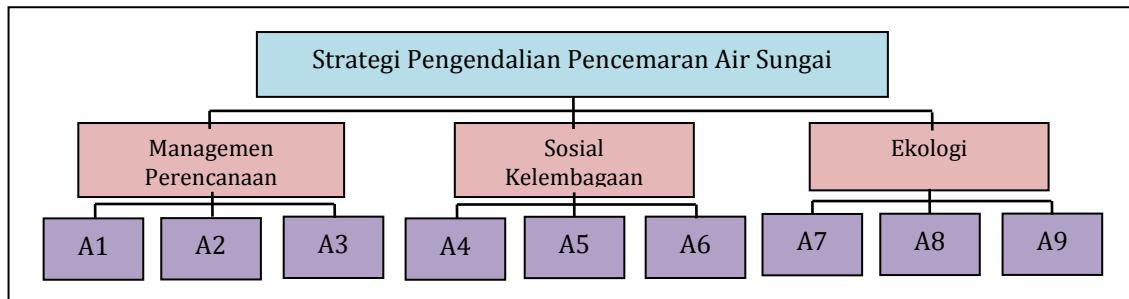 Strategi Pengendalian Pencemaran Air Sungai
Managemen
Perencanaan
Sosial
Kelembagaan
Ekologi
A1
A2
A3
A4
A5
A6
A7
A8
A9